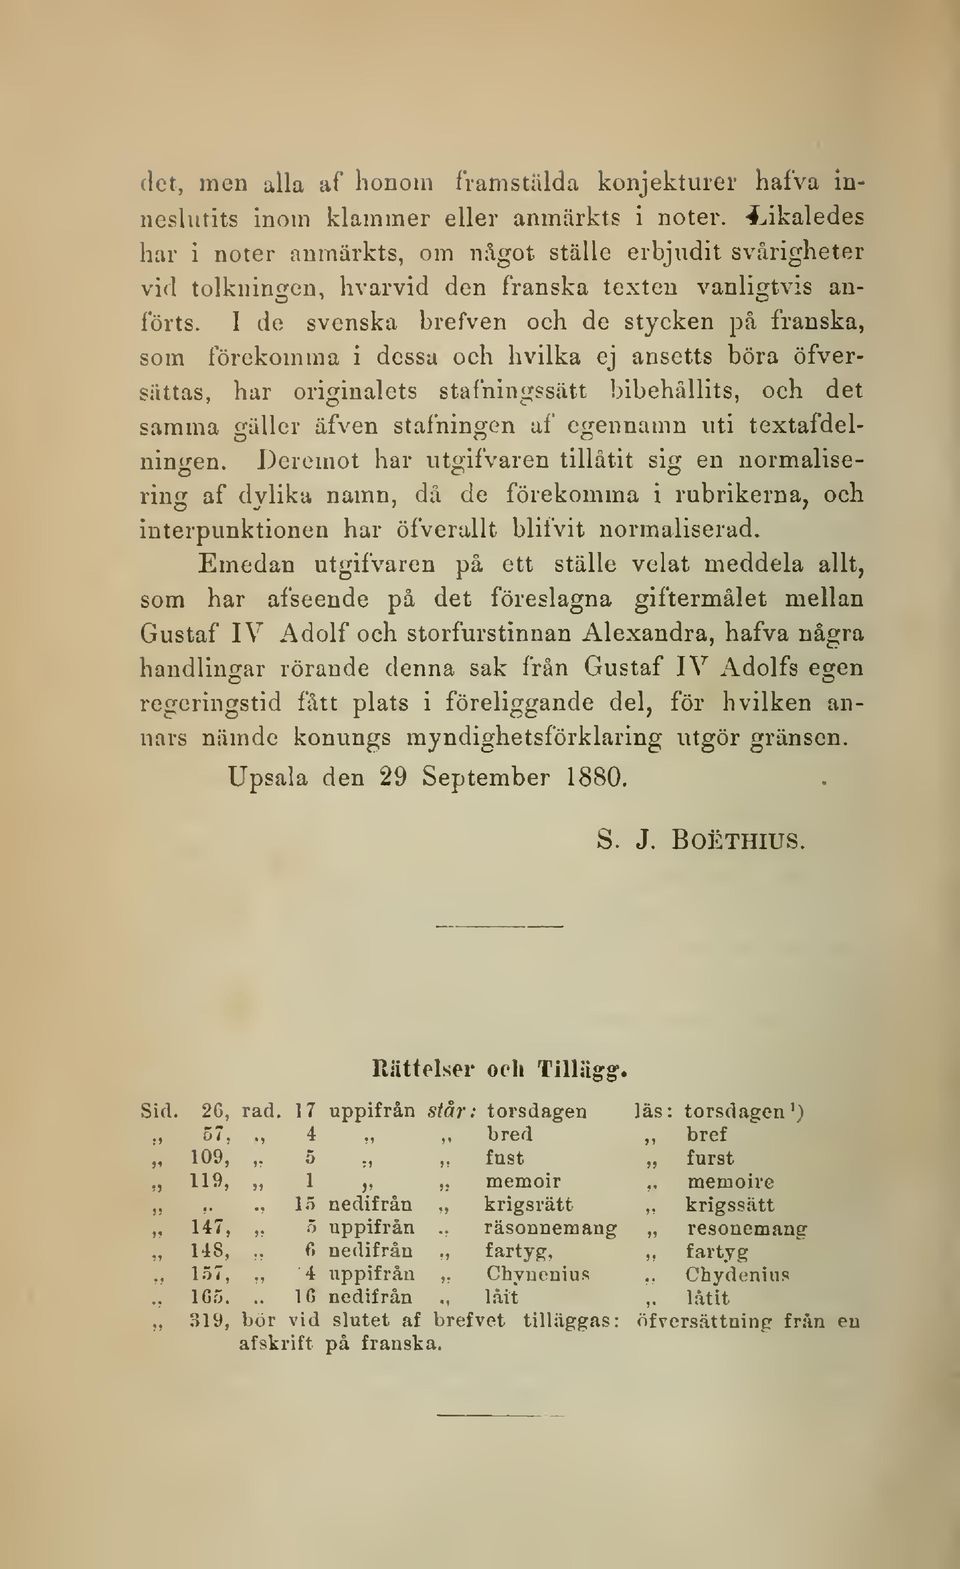 det, men alla af honom framstälda konjekturer hafva in-
neslutits inom klammer eller anmärkts i noter. Likaledes
har i noter anmärkts, om något ställe erbjudit svårigheter
vid tolkningen, hvarvid den franska texten vanligtvis an-
förts. I de svenska brefven och de stycken på franska,
som förekomma i dessa och hvilka ej ansetts böra öfver-
sättas, har originalets stafningssätt bibehållits, och det
samma gäller äfven stafningen af egennamn uti textafdel-
ningen. Deremot har utgifvaren tillåtit sig en normalise-
ring af dylika namn, då de förekomma i rubrikerna, och
interpunktionen har öfverallt blifvit normaliserad.
Emedan utgifvaren på ett ställe velat meddela allt,
som har afseende på det föreslagna giftermålet mellan
Gustaf IV Adolf och storfurstinnan Alexandra, hafva några
handlingar rörande denna sak från Gustaf IV Adolfs egen
regeringstid fått plats i föreliggande del, för hvilken an-
nars nämde konungs myndighetsförklaring utgör gränsen.
Upsala den 29 September 1880.
S. J. BOËTHIUS.
Rättelser och Tillägg.
Sid. 26, rad. 17 uppifrån står: torsdagen läs: torsdagen¹)
„ 57, „ 4 „ „ bred „ bref
„ 109, „ 5 „ „ fust „ furst
„ 119, „ 1 „ „ memoir „ memoire
„ „ „ 15 nedifrån „ krigsrätt „ krigssätt
„ 147, „ 5 uppifrån „ räsonnemang „ resonemang
„ 148, „ 6 nedifrån „ fartyg, „ fartyg
„ 157, „ 4 uppifrån „ Chynenius „ Chydenius
„ 165. „ 16 nedifrån „ låit „ låtit
„ 319, bör vid slutet af brefvet tilläggas: öfversättning från en
afskrift på franska.